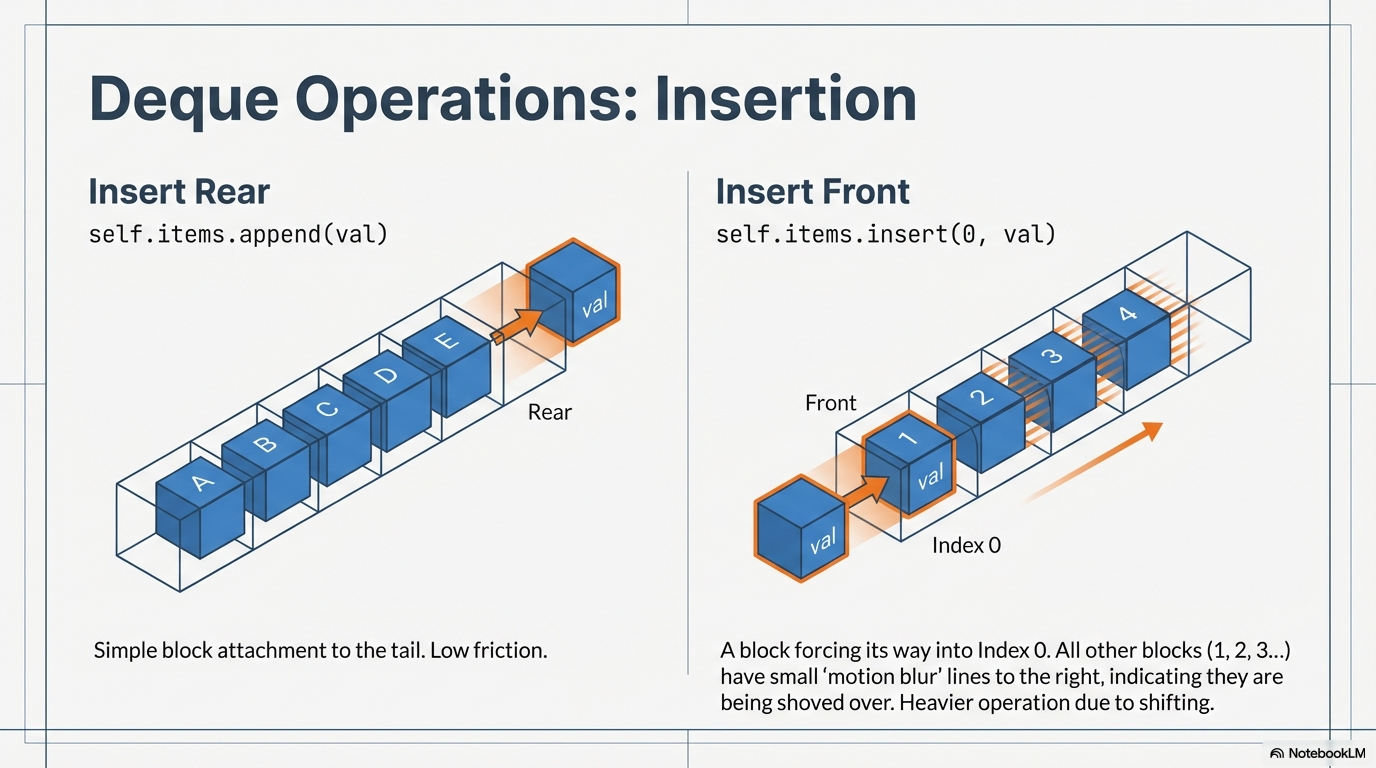 Deque Operations: Insertion
Insert Rear
self.items.append(val)
A
B
C
D
E
val
Rear
Simple block attachment to the tail. Low friction.
Insert Front
self.items.insert(0, val)
Front
val
1
val
2
3
4
Index 0
A block forcing its way into Index 0. All other blocks (1, 2, 3...)
have small ‘motion blur’ lines to the right, indicating they are
being shoved over. Heavier operation due to shifting.
NotebookLM